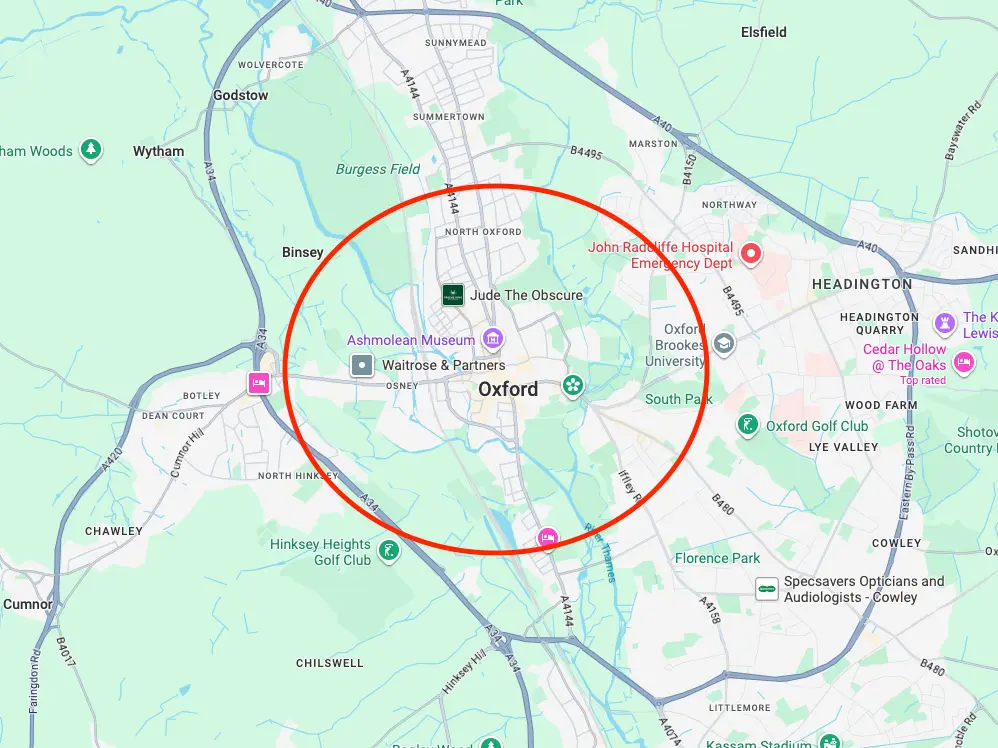 A40
Park
Elsfield
SUNNYMEAD
WOLVERCOTE
A4144
Godstow
Bayswater Rd
SUMMERTOWN
A40
ham Woods
Wytham
B4495
MARSTON
B4150
Burgess Field
A34
A4144
NORTHWAY
NORTH OXFORD
A40
Binsey
John Radcliffe Hospital
Emergency Dept
SANDHI
HEADINGTON
Jude The Obscure
B4495
HEADINGTON
QUARRY
The K
Lewis
A34
Ashmolean Museum
Oxford
Brookes
University
Cedar Hollow
@ The Oaks
Top rated
Waitrose & Partners
OSNEY
Oxford
BOTLEY
South Park
WOOD FARM
DEAN COURT
Oxford Golf Club
Shotov
Country
Cumnor Hill
LYE VALLEY
A420
NORTH HINKSEY
Iffley R
Eastern By-Pass Rd
A34
B480
CHAWLEY
River Thames
Hinksey Heights
Golf Club
COWLEY
Ox
Florence Park
Specsavers Opticians and
Audiologists - Cowley
Cumnor
A4144
A4158
B4017
A34
A34
CHILSWELL
Hinksey Hill
B480
Faringdon Rd
LITTLEMORE
A4074
Kassam Stadium